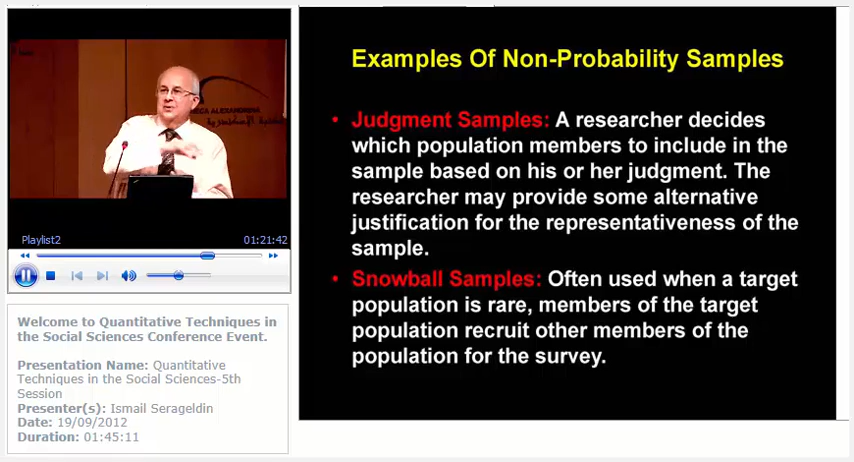 Examples Of Non-Probability Samples
• Judgment Samples: A researcher decides
which population members to include in the
sample based on his or her judgment. The
researcher may provide some alternative
justification for the representativeness of the
sample.
• Snowball Samples: Often used when a target
population is rare, members of the target
population recruit other members of the
population for the survey.
ECA ALEXANDRINA
Playlist2
01:21:42
Welcome to Quantitative Techniques in
the Social Sciences Conference Event.
Presentation Name: Quantitative
Techniques in the Social Sciences-5th
Session
Presenter(s): Ismail Serageldin
Date: 19/09/2012
Duration: 01:45:11